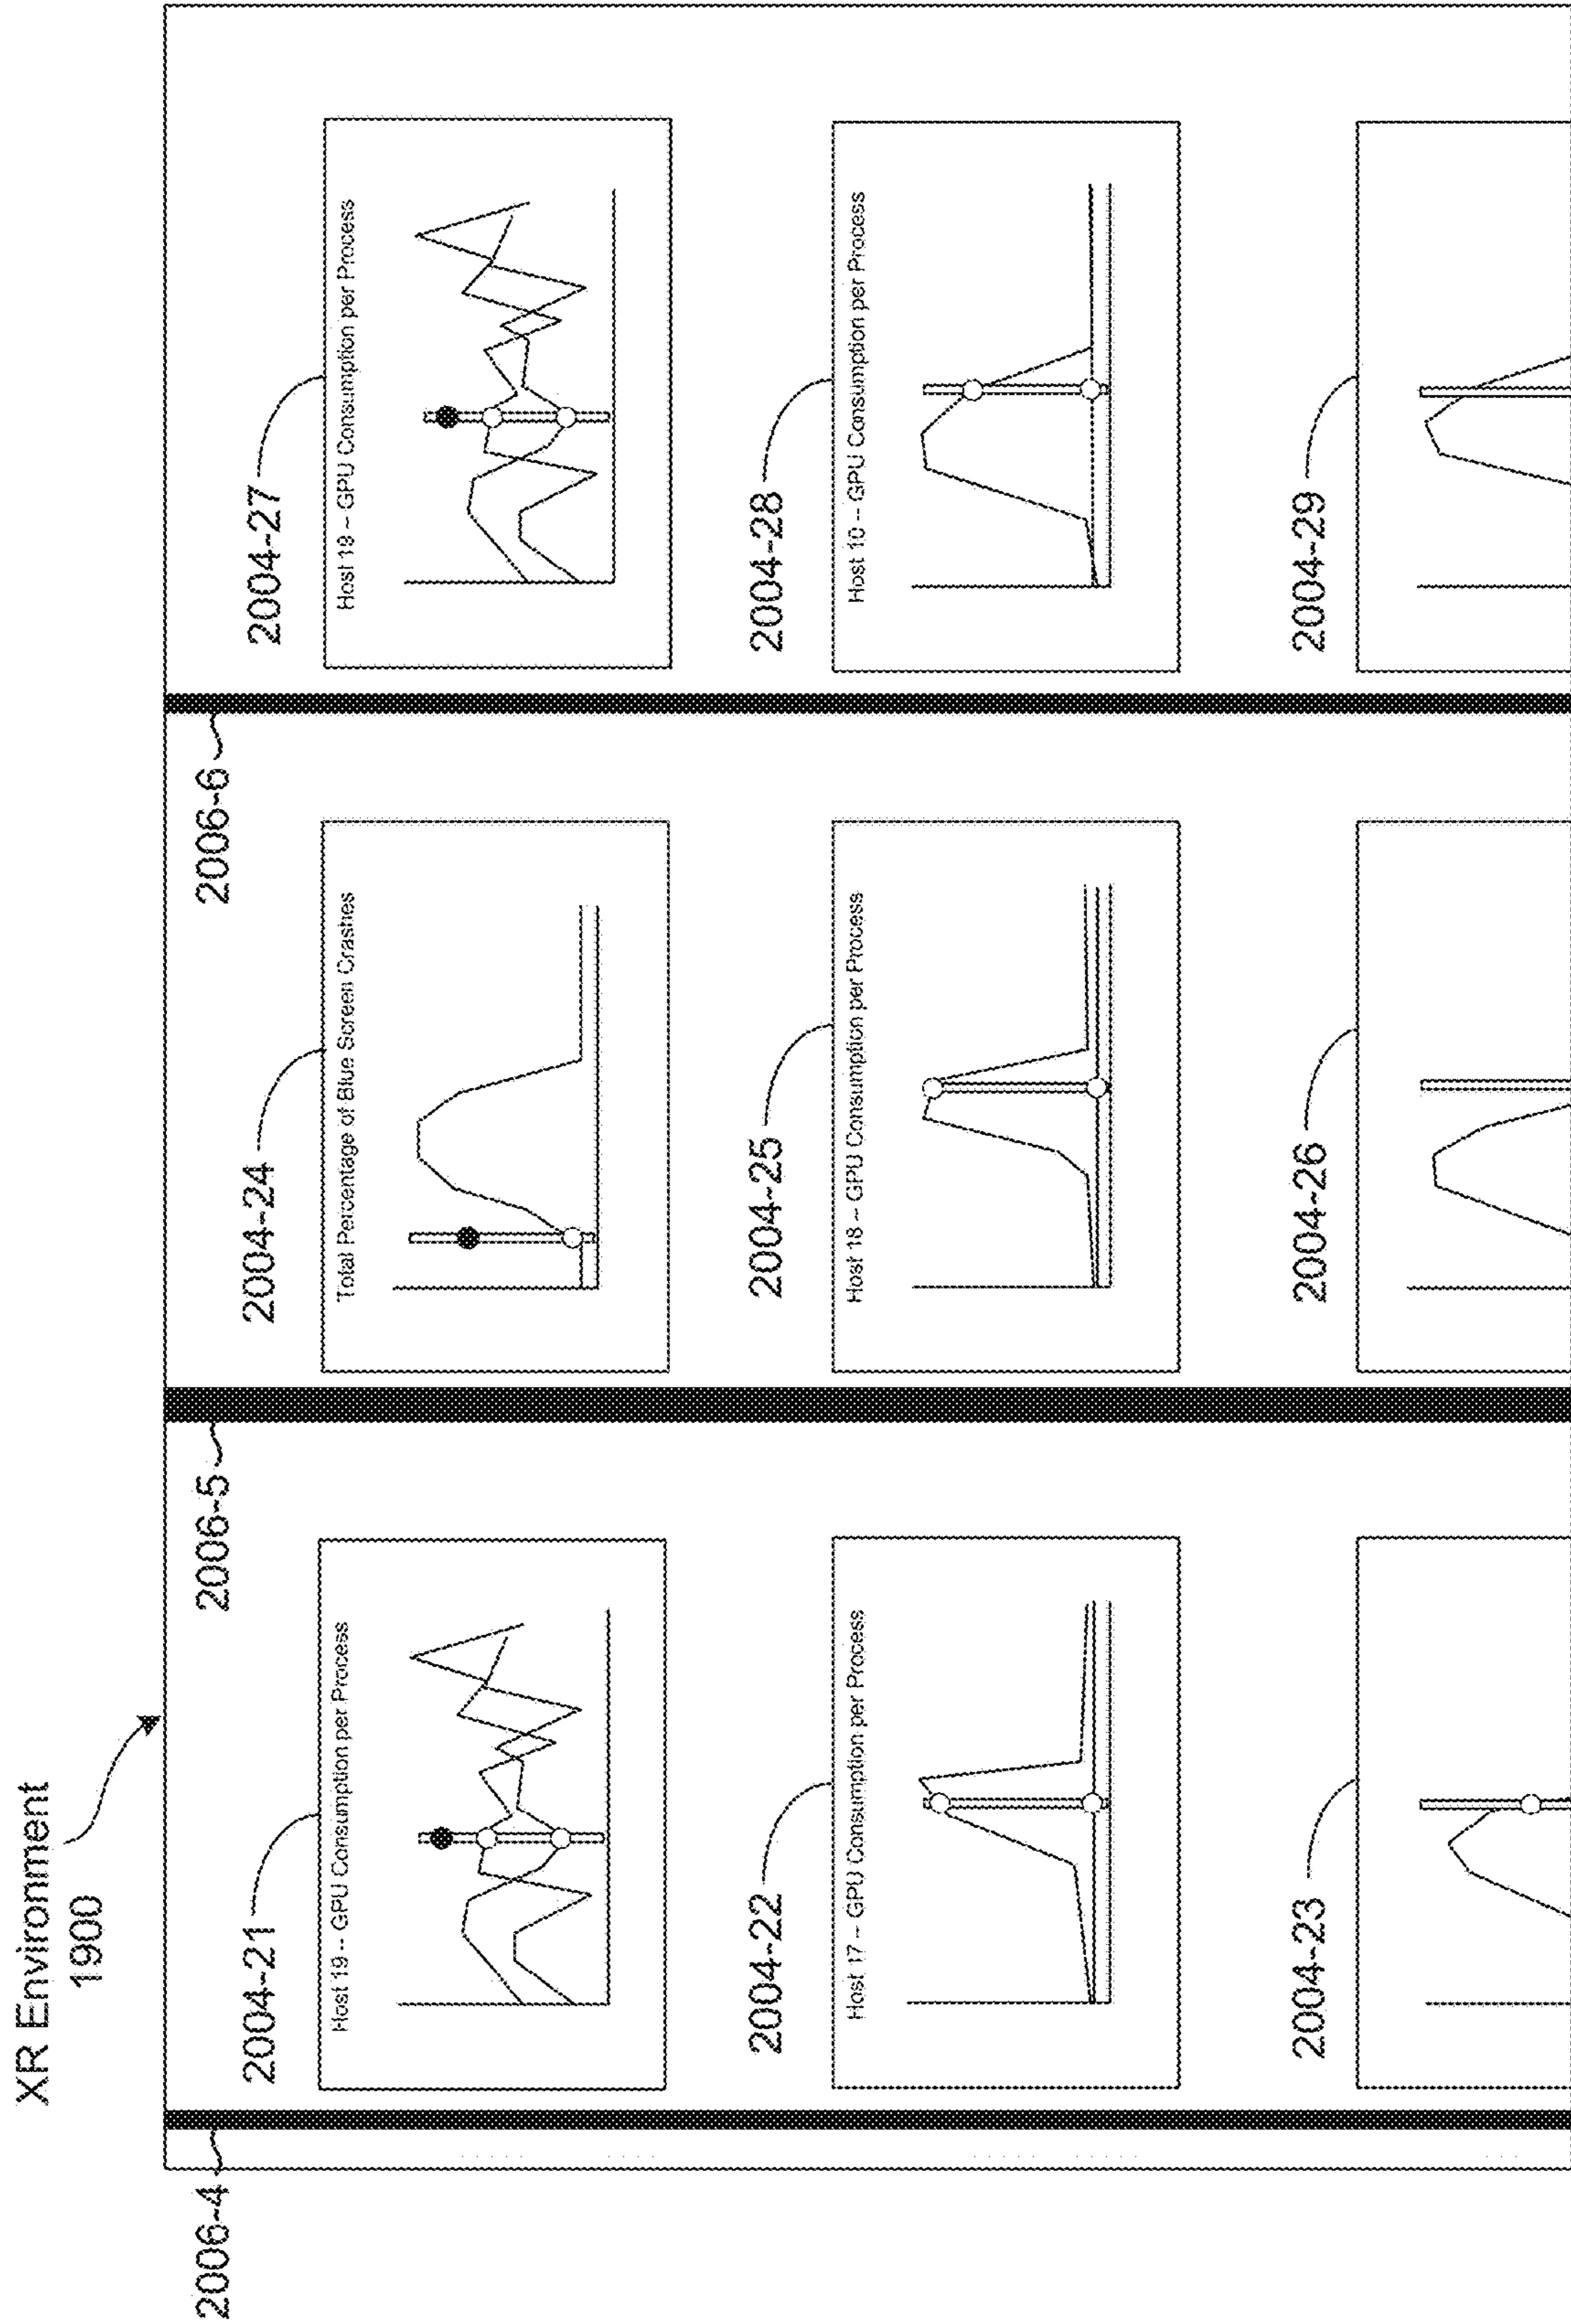 XR Environment
1900
2006-4
2006-5
2006-6
2004-21
2004-24
2004-27
Host 19 – GPU Consumption per Process
Total Percentage of Blue Screen Crashes
Host 19 – GPU Consumption per Process
2004-22
2004-25
2004-28
Host 17 – GPU Consumption per Process
Host 18 – GPU Consumption per Process
Host 10 – GPU Consumption per Process
2004-23
2004-26
2004-29